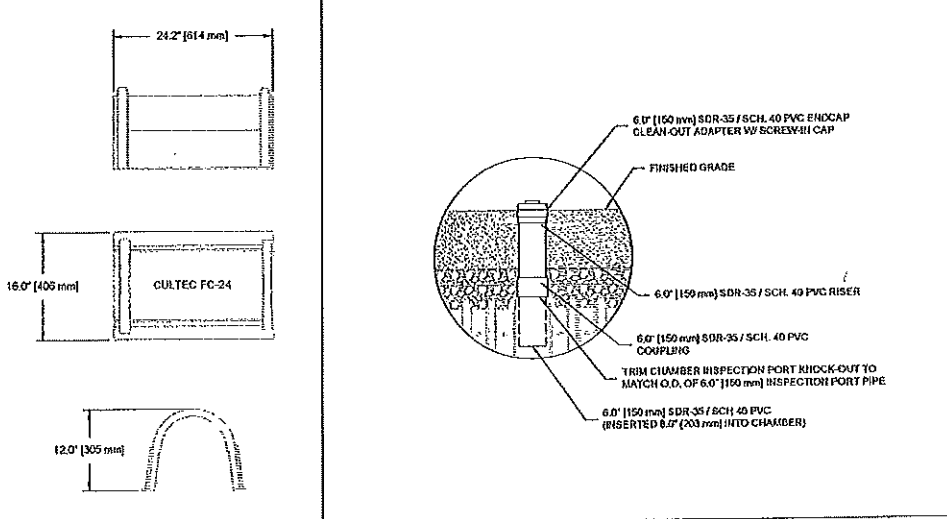 24.2" [614 mm]
16.0" [406 mm]
CULTEC FC-24
12.0" [305 mm]
6.0" [150 mm] SDR-35 / SCH. 40 PVC ENDCAP
CLEAN-OUT ADAPTER W/ SCREW-IN CAP
FINISHED GRADE
6.0" [150 mm] SDR-35 / SCH. 40 PVC RISER
6.0" [150 mm] SDR-35 / SCH. 40 PVC
COUPLING
TRIM CHAMBER INSPECTION PORT KNOCK-OUT TO
MATCH O.D. OF 6.0" [150 mm] INSPECTION PORT PIPE
6.0" [150 mm] SDR-35 / SCH. 40 PVC
(INSERTED 8.0" [203 mm] INTO CHAMBER)